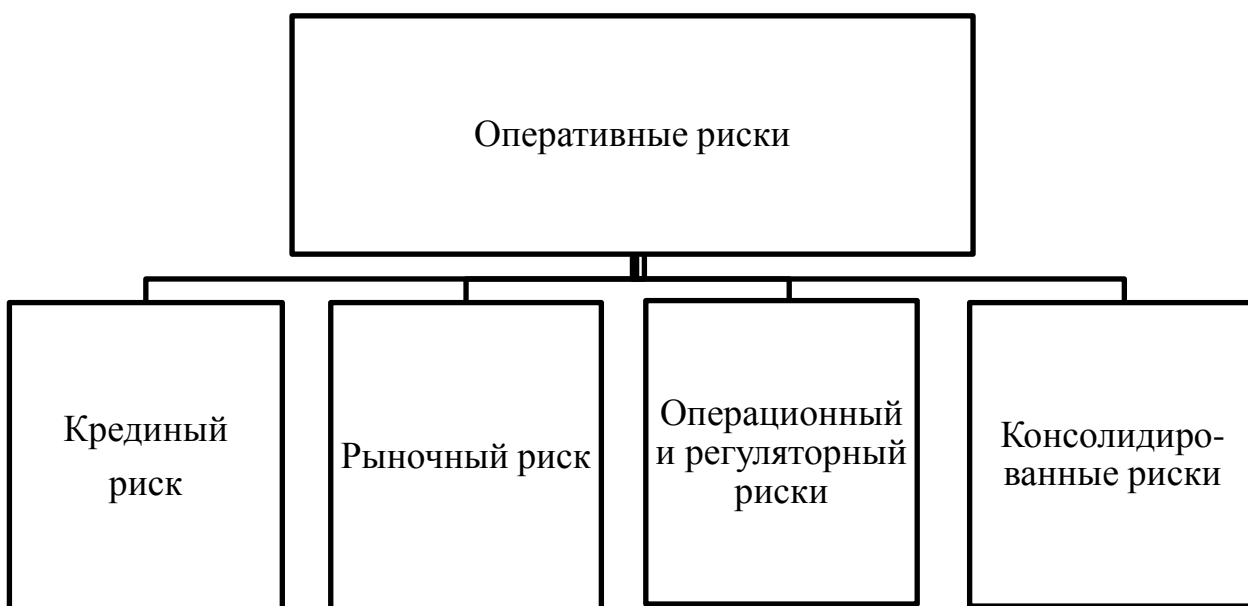 Оперативные риски
Крединый
риск
Рыночный риск
Операционный
и регуляторный
риски
Консолидиро-
ванные риски